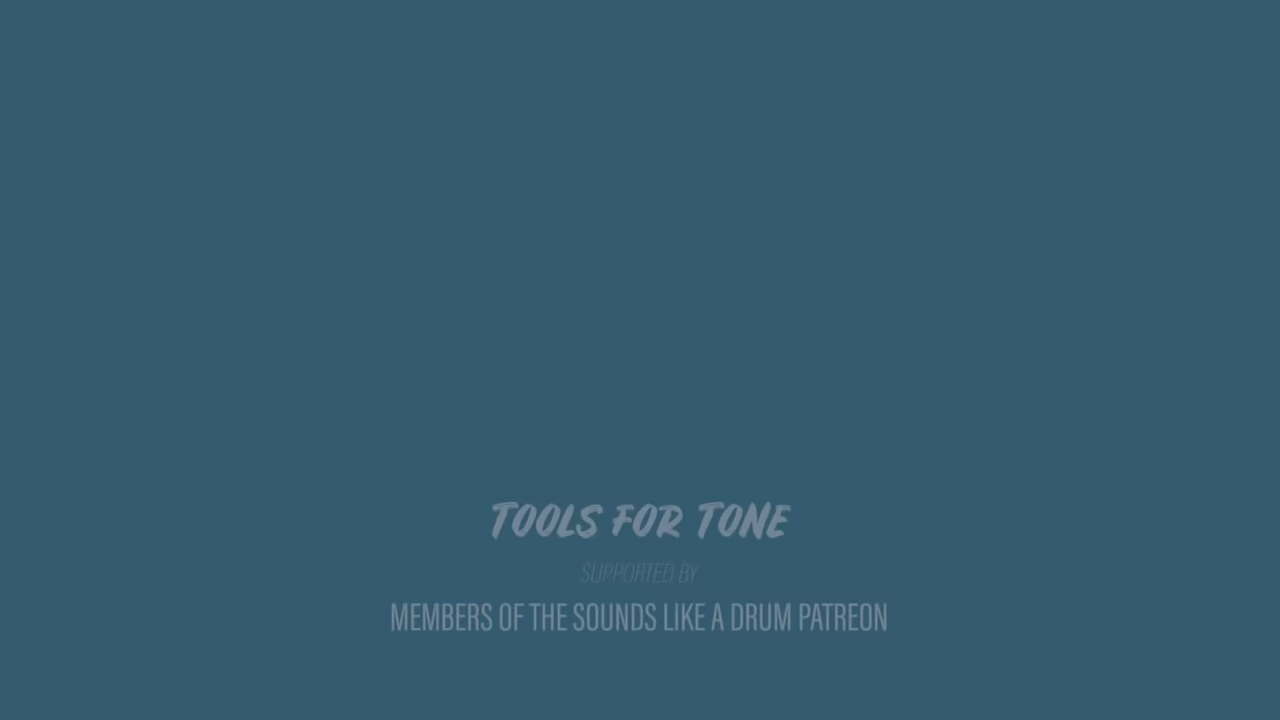 TOOLS FOR TONE
SUPPORTED BY
MEMBERS OF THE SOUNDS LIKE A DRUM PATREON